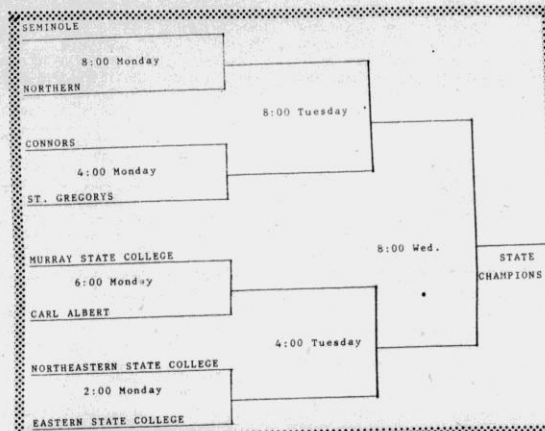 SEMINOLE
8:00 Monday
NORTHERN
8:00 Tuesday
CONNORS
4:00 Monday
ST. GREGORYS
8:00 Wed.
STATE
CHAMPIONS
MURRAY STATE COLLEGE
6:00 Monday
CARL ALBERT
4:00 Tuesday
NORTHEASTERN STATE COLLEGE
2:00 Monday
EASTERN STATE COLLEGE